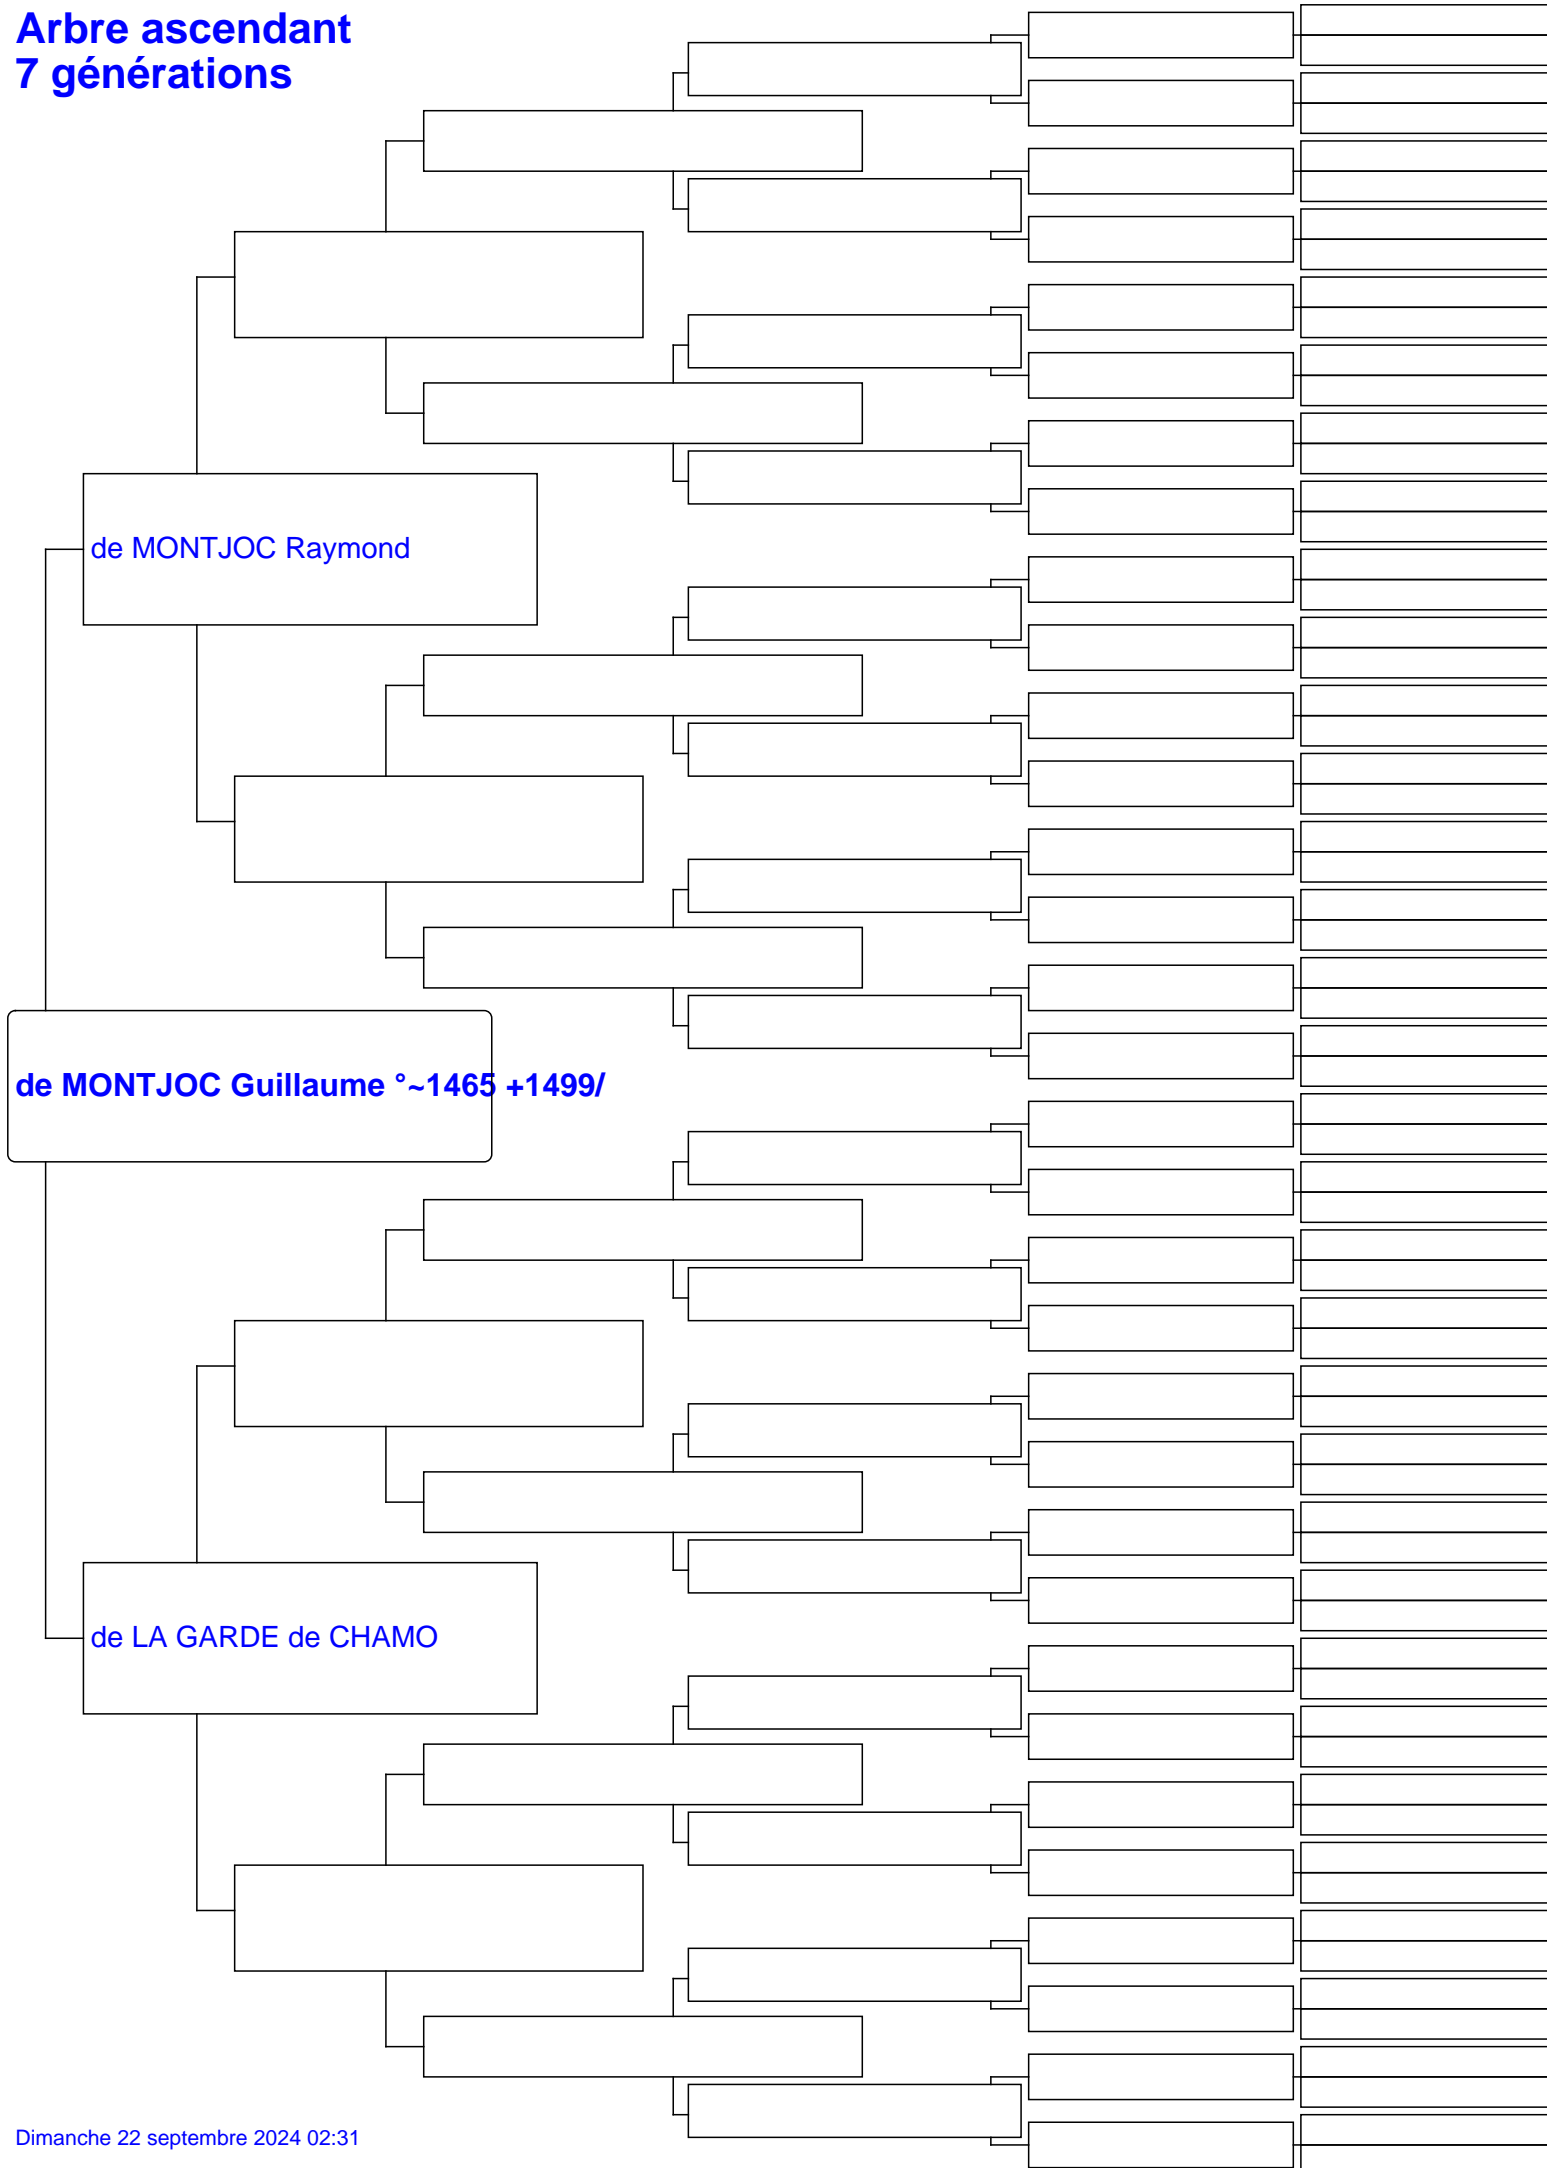 Arbre ascendant
7 générations
de MONTJOC Raymond
de MONTJOC Guillaume °~1465 +1499/
de LA GARDE de CHAMO
Dimanche 22 septembre 2024 02:31